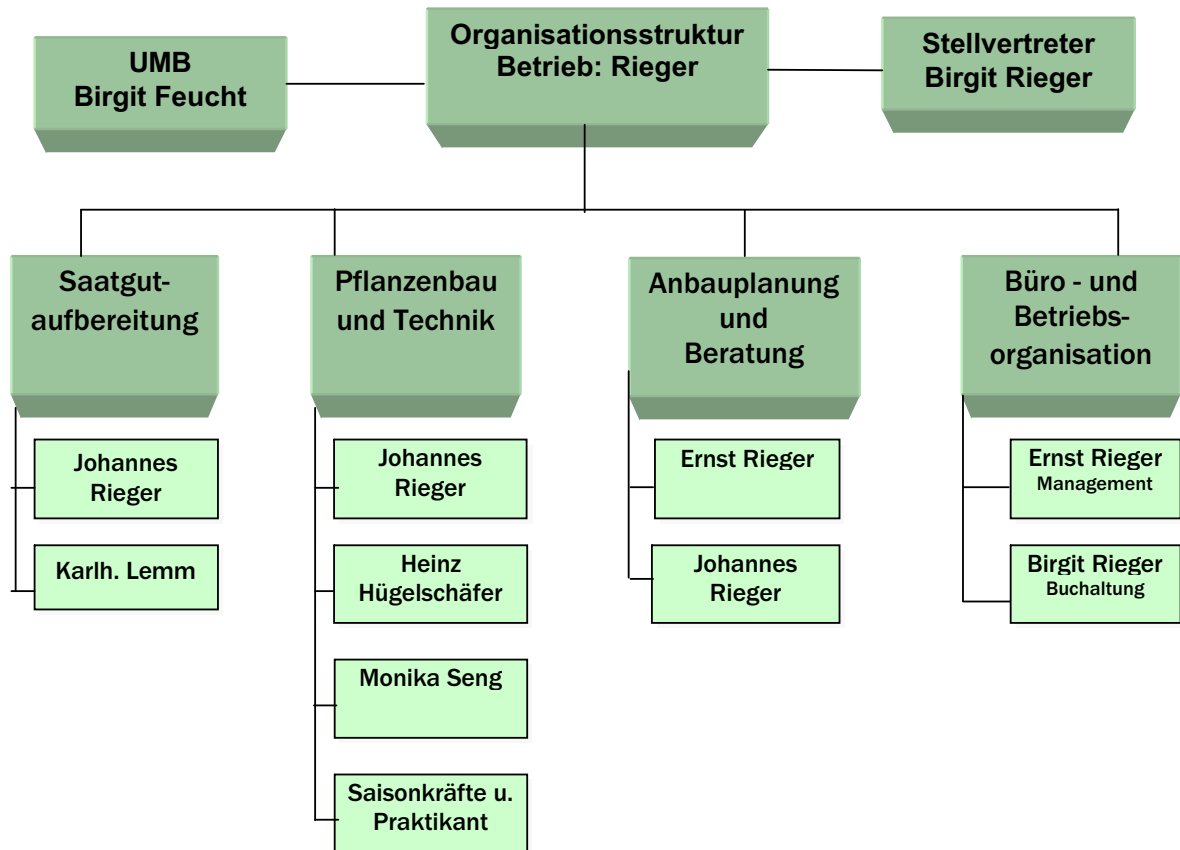 UMB
Birgit Feucht
Organisationsstruktur
Betrieb: Rieger
Stellvertreter
Birgit Rieger
Saatgut-
aufbereitung
Pflanzenbau
und Technik
Anbauplanung
und
Beratung
Büro - und
Betriebs-
organisation
Johannes
Rieger
Karlh. Lemm
Johannes
Rieger
Heinz
Hügelschäfer
Monika Seng
Saisonkräfte u.
Praktikant
Ernst Rieger
Johannes
Rieger
Ernst Rieger
Management
Birgit Rieger
Buchaltung